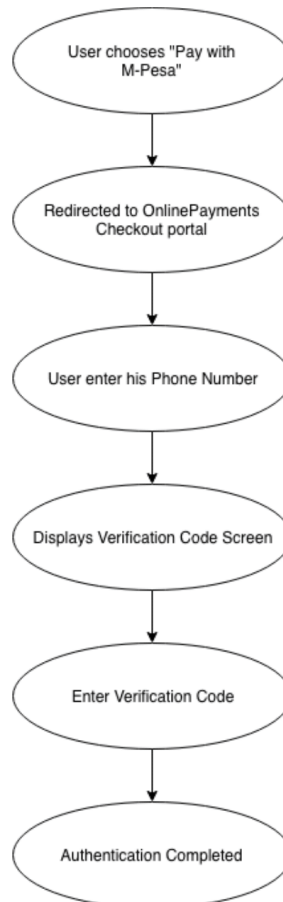 User chooses "Pay with
M-Pesa"
Redirected to OnlinePayments
Checkout portal
User enter his Phone Number
Displays Verification Code Screen
Enter Verification Code
Authentication Completed